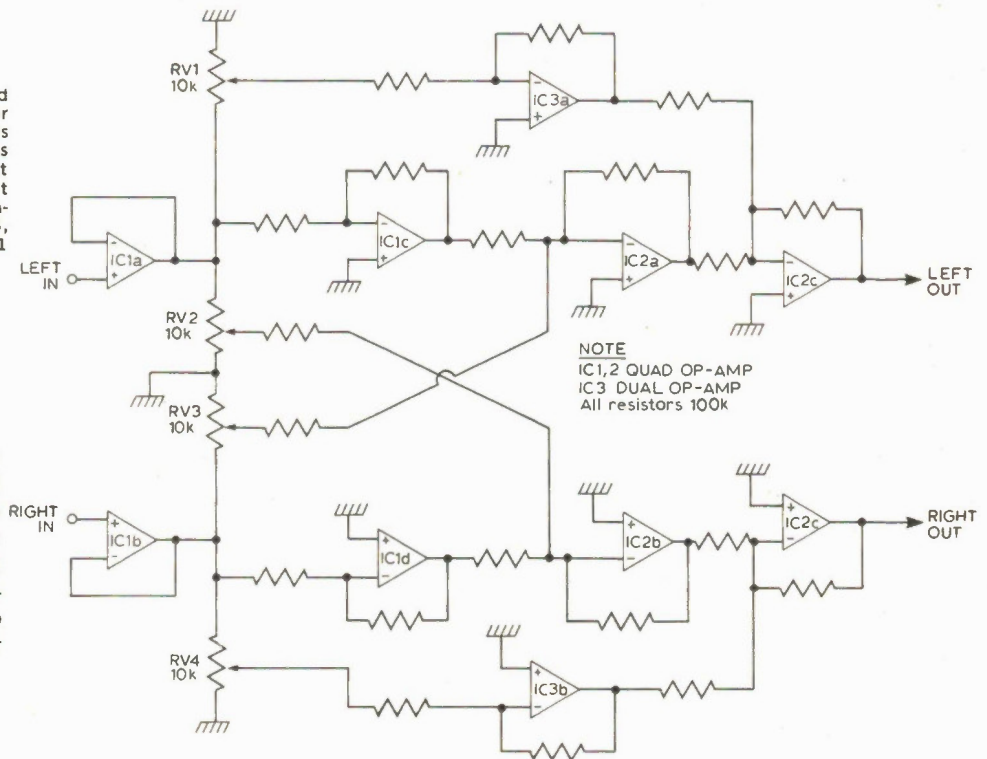 d
r
s
s
t
t
-
,
l
RV1
10k
IC3a
IC1a
LEFT
IN
IC1c
IC2a
IC2c
LEFT
OUT
RV2
10k
NOTE
IC1,2 QUAD OP-AMP
IC3 DUAL OP-AMP
All resistors 100k
RV3
10k
RIGHT
IN
IC1b
IC1d
IC2b
IC2c
RIGHT
OUT
RV4
10k
IC3b